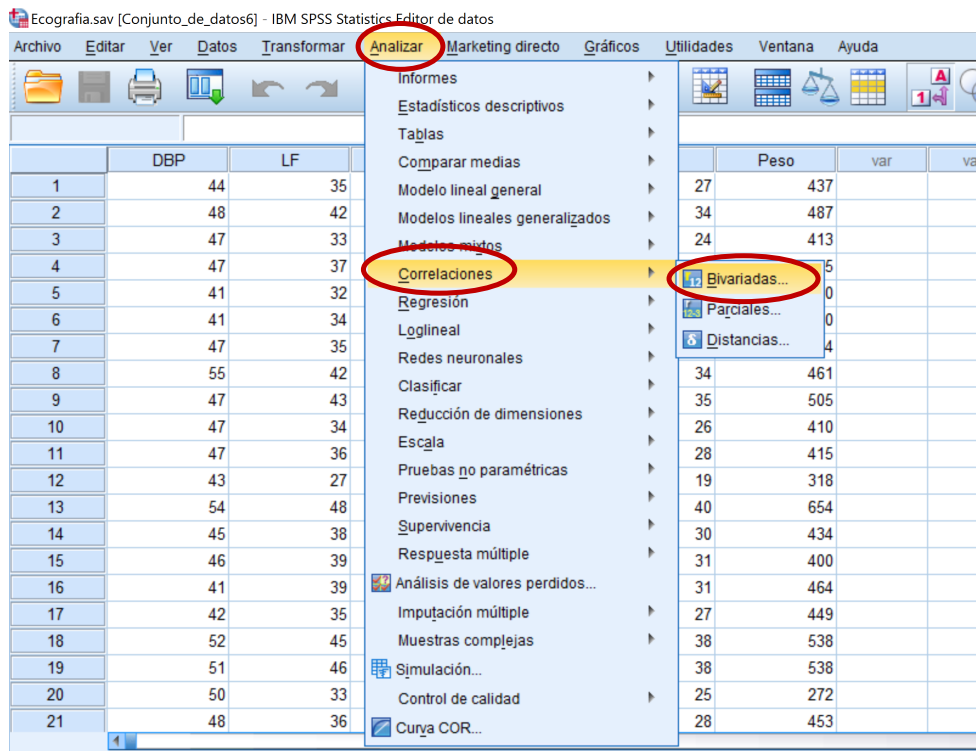 Ecografia.sav [Conjunto_de_datos6] - IBM SPSS Statistics Editor de datos
Archivo Editar Ver Datos Transformar Analizar Marketing directo Gráficos Utilidades Ventana Ayuda
A
1
Informes
Estadísticos descriptivos
Tablas
Comparar medias
Modelo lineal general
Modelos lineales generalizados
Modelos mixtos
Correlaciones
Regresión
Loglineal
Redes neuronales
Clasificar
Reducción de dimensiones
Escala
Pruebas no paramétricas
Previsiones
Supervivencia
Respuesta múltiple
Análisis de valores perdidos...
Imputación múltiple
Muestras complejas
Simulación...
Control de calidad
Curva COR...
Bivariadas...
Parciales...
Distancias...
DBP LF Peso var va
1 44 35 27 437
2 48 42 34 487
3 47 33 24 413
4 47 37 5
5 41 32 0
6 41 34 0
7 47 35 4
8 55 42 34 461
9 47 43 35 505
10 47 34 26 410
11 47 36 28 415
12 43 27 19 318
13 54 48 40 654
14 45 38 30 434
15 46 39 31 400
16 41 39 31 464
17 42 35 27 449
18 52 45 38 538
19 51 46 38 538
20 50 33 25 272
21 48 36 28 453